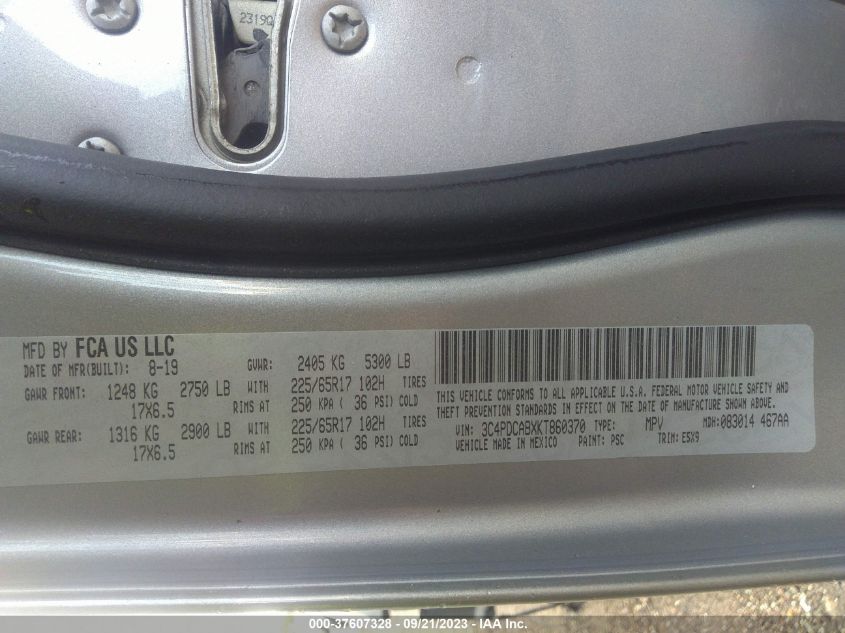 2319Q
MFD BY FCA US LLC
DATE OF MFR(BUILT): 8-19 GVWR: 2405 KG 5300 LB
GAWR FRONT: 1248 KG 2750 LB WITH 225/65R17 102H TIRES
17X6.5 RIMS AT 250 KPA ( 36 PSI) COLD
GAWR REAR: 1316 KG 2900 LB WITH 225/65R17 102H TIRES
17X6.5 RIMS AT 250 KPA ( 36 PSI) COLD
THIS VEHICLE CONFORMS TO ALL APPLICABLE U.S.A. FEDERAL MOTOR VEHICLE SAFETY AND
THEFT PREVENTION STANDARDS IN EFFECT ON THE DATE OF MANUFACTURE SHOWN ABOVE.
VIN: 3C4PDCABXKT860370 TYPE: MPV MDH:083014 467AA
VEHICLE MADE IN MEXICO PAINT: PSC TRIM: E5X9
000-37607328 - 09/21/2023 - Copyright © 2023 IAA, Inc.